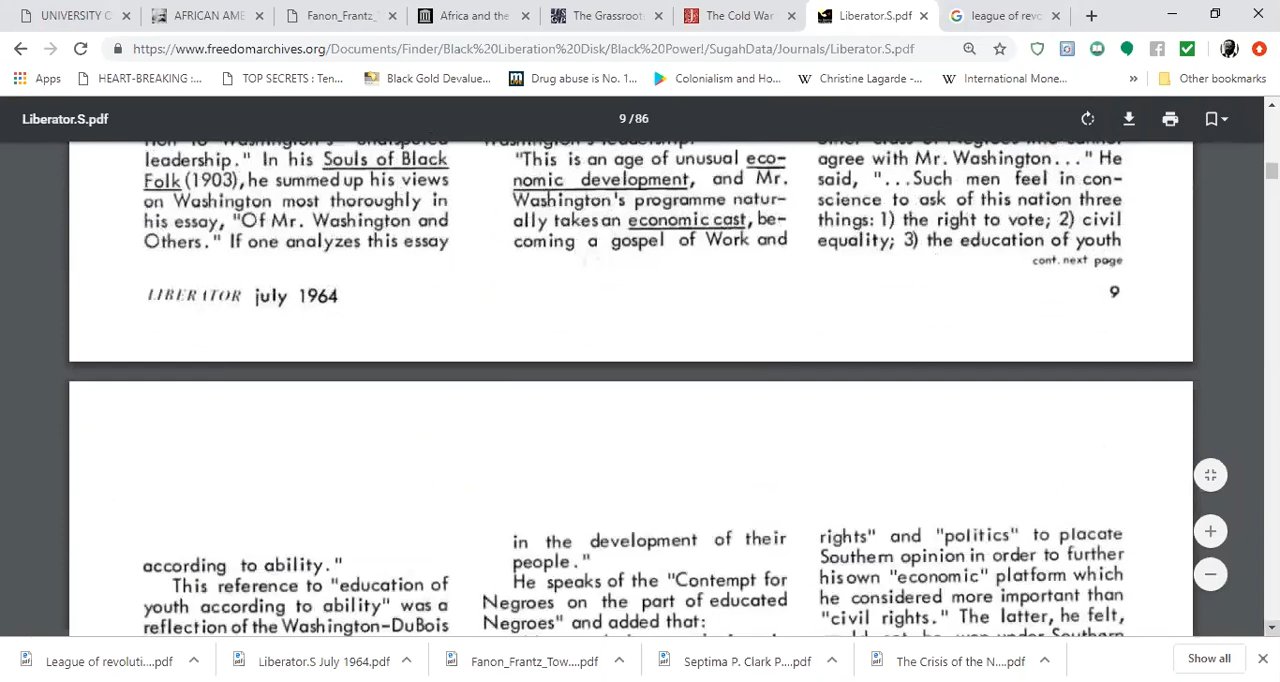 UNIVERSITY C
AFRICAN AME
Fanon_Frantz_
Africa and the
The Grassroot
The Cold War
Liberator.S.pdf
league of revo
https://www.freedomarchives.org/Documents/Finder/Black%20Liberation%20Disk/Black%20Power!/SugahData/Journals/Liberator.S.pdf
Apps
HEART-BREAKING :...
TOP SECRETS : Ten...
Black Gold Devalue...
Drug abuse is No. 1...
Colonialism and Ho...
Christine Lagarde -...
International Mone...
»
Other bookmarks
Liberator.S.pdf
9 / 86
leadership." In his Souls of Black
Folk (1903), he summed up his views
on Washington most thoroughly in
his essay, "Of Mr. Washington and
Others." If one analyzes this essay
"This is an age of unusual eco-
nomic development, and Mr.
Washington's programme natur-
ally takes an economic cast, be-
coming a gospel of Work and
agree with Mr. Washington..." He
said, "...Such men feel in con-
science to ask of this nation three
things: 1) the right to vote; 2) civil
equality; 3) the education of youth
cont. next page
LIBERATOR july 1964
9
according to ability."
This reference to "education of
youth according to ability" was a
reflection of the Washington-DuBois
in the development of their
people."
He speaks of the "Contempt for
Negroes on the part of educated
Negroes" and added that:
rights" and "politics" to placate
Southern opinion in order to further
his own "economic" platform which
he considered more important than
"civil rights." The latter, he felt,
League of revoluti....pdf
Liberator.S July 1964.pdf
Fanon_Frantz_Tow....pdf
Septima P. Clark P....pdf
The Crisis of the N....pdf
Show all